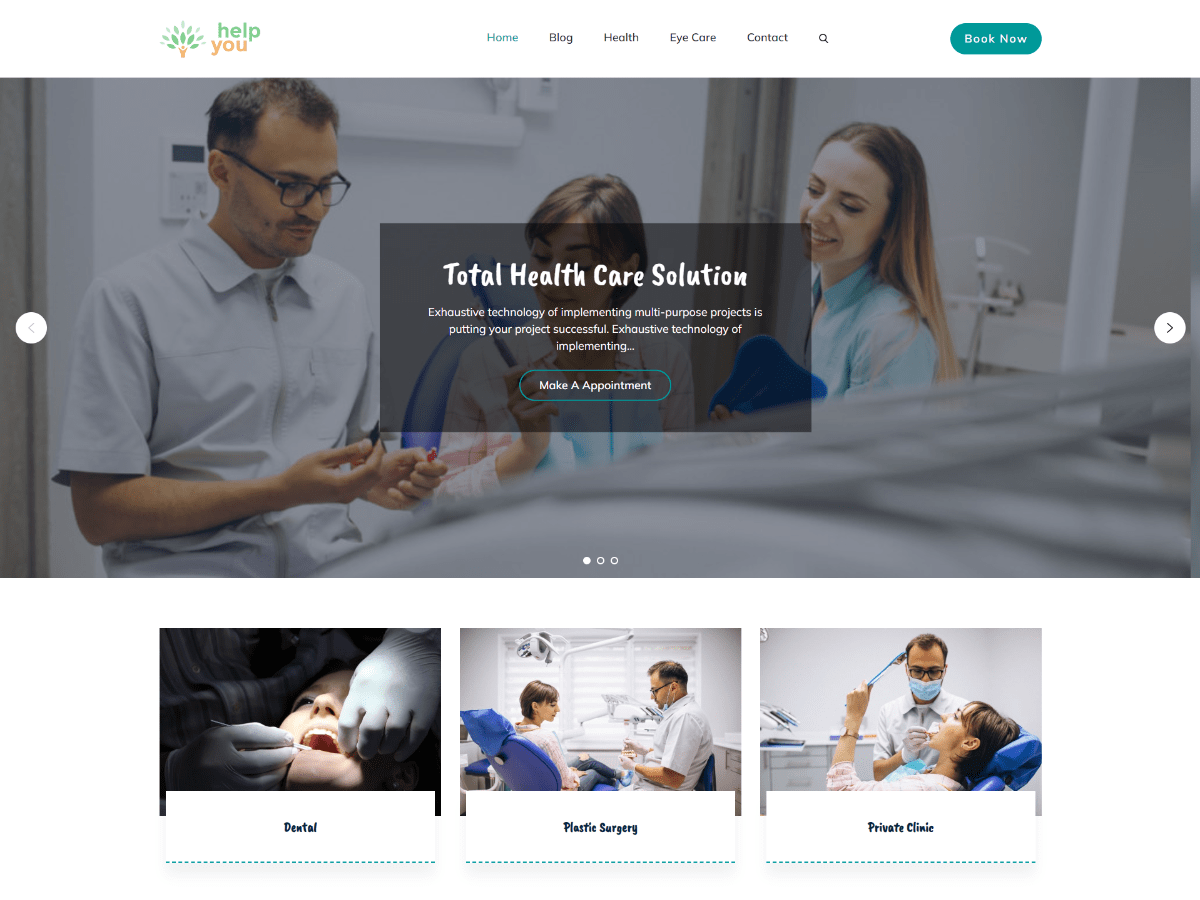 help
you
Home
Blog
Health
Eye Care
Contact
Book Now
Total Health Care Solution
Exhaustive technology of implementing multi-purpose projects is
putting your project successful. Exhaustive technology of
implementing...
Make A Appointment
Dental
Plastic Surgery
Private Clinic